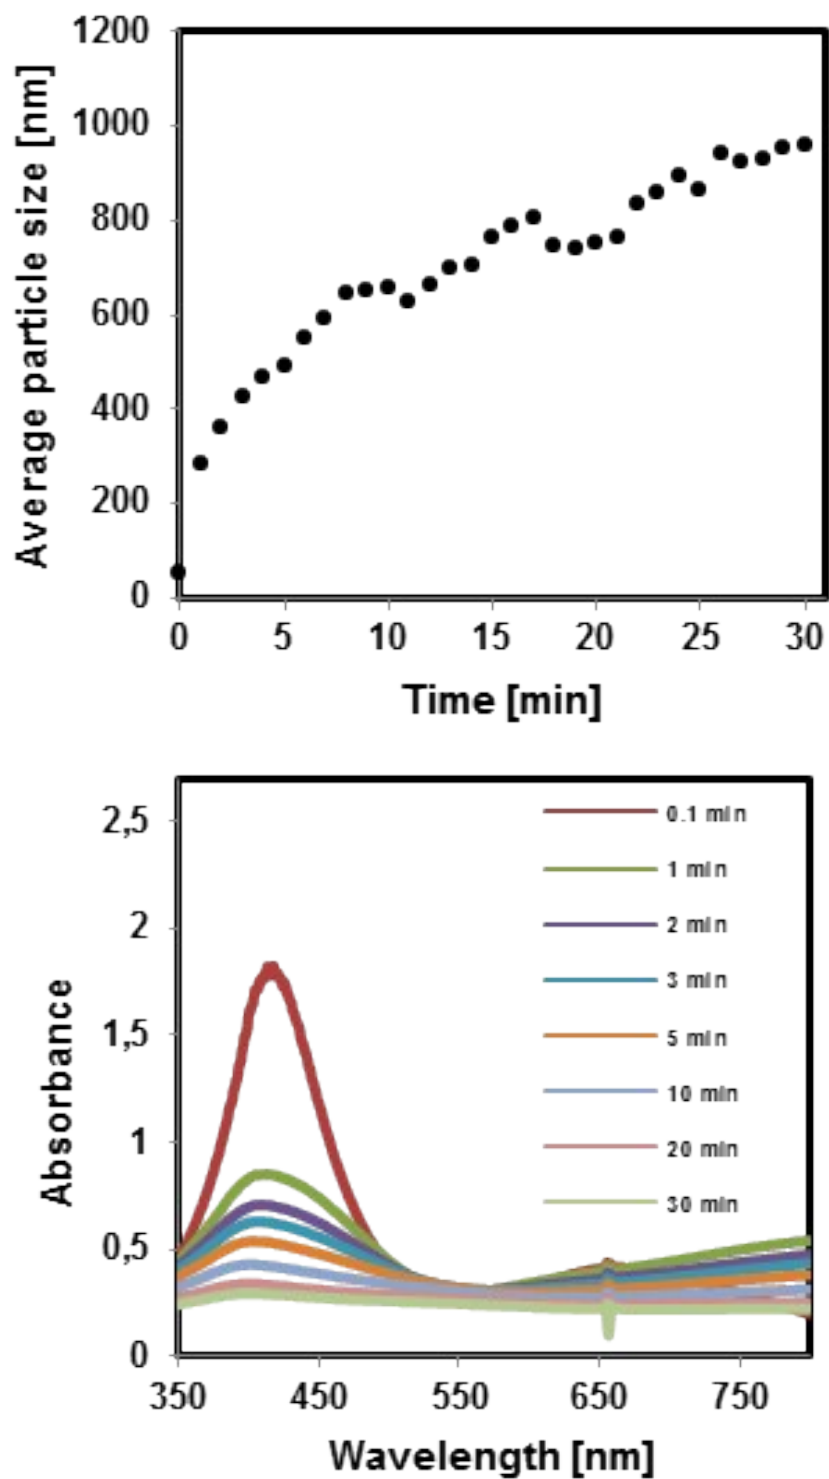 1200
1000
800
600
400
200
0
Average particle size [nm]
0 5 10 15 20 25 30
Time [min]
2,5
2
1,5
1
0,5
0
Absorbance
0.1 min
1 min
2 min
3 min
5 min
10 min
20 min
30 min
350 450 550 650 750
Wavelength [nm]